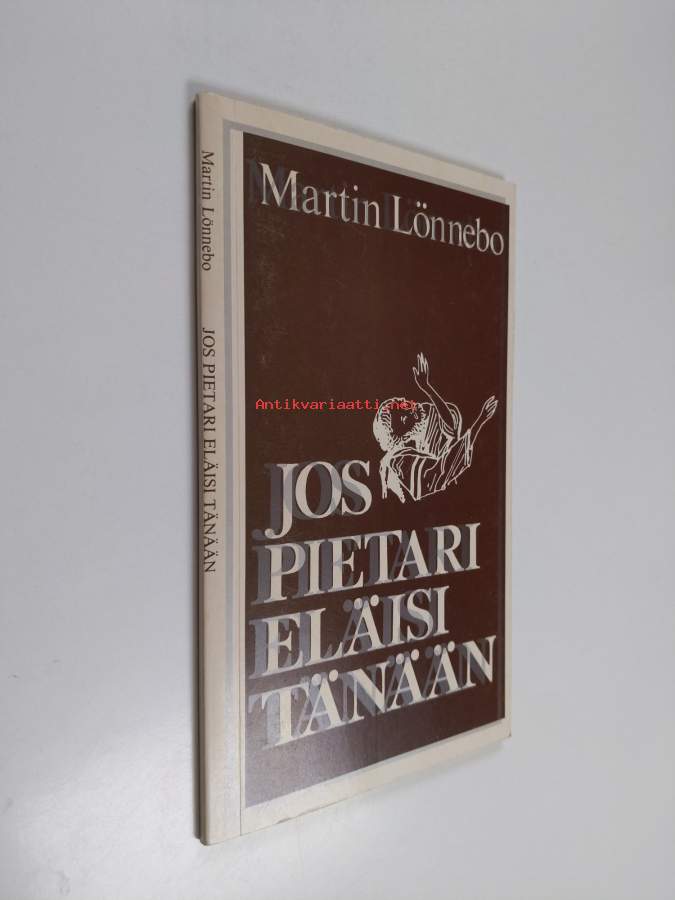 Martin Lönnebo
JOS PIETARI ELÄISI TÄNÄÄN
Martin Lönnebo
Antikvariaatti.net
JOS
PIETARI
ELÄISI
TÄNÄÄN